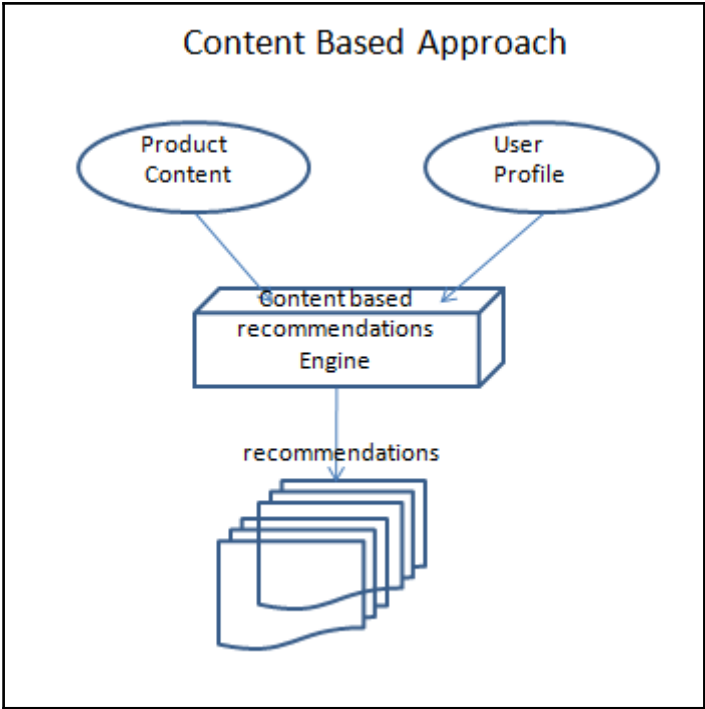 Content Based Approach
Product
Content
User
Profile
Content based
recommendations
Engine
recommendations